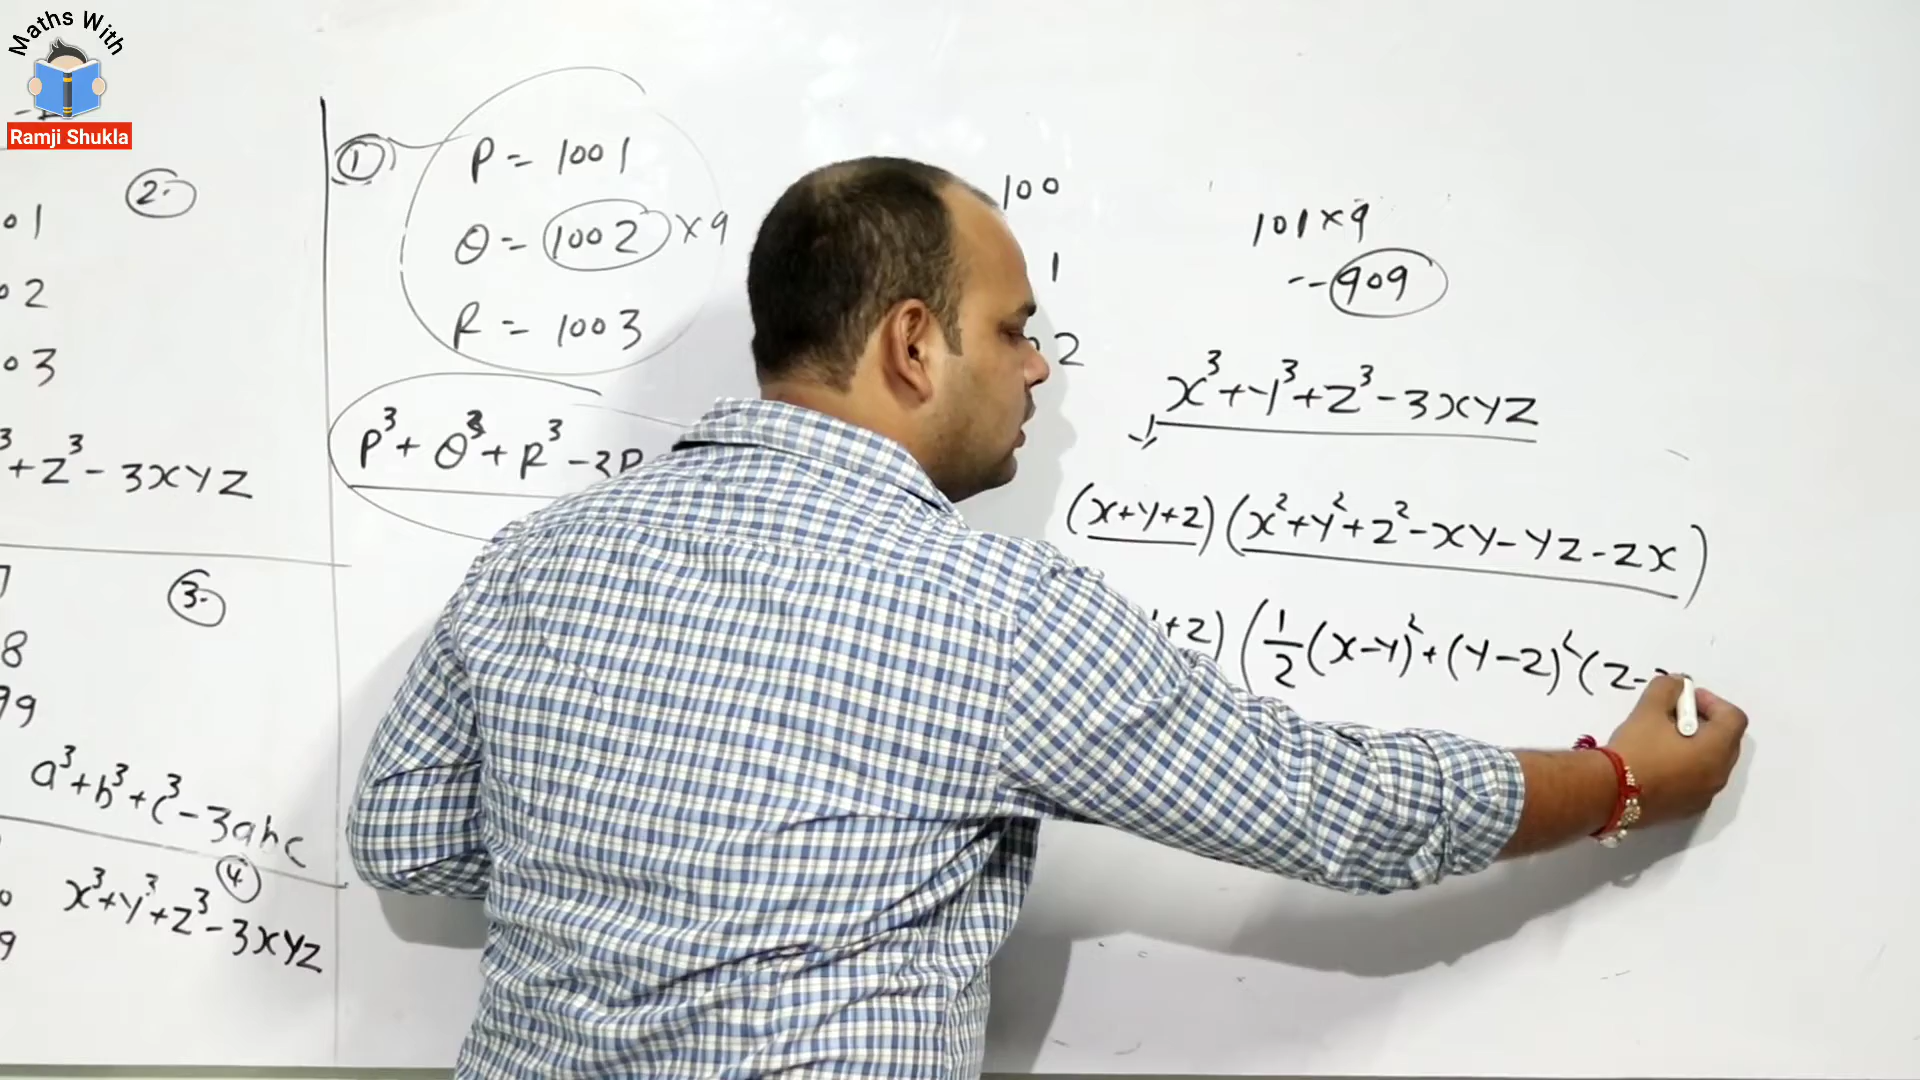 Maths With
Ramji Shukla
01
2.
02
03
³+z³-3xyz
3.
8
99
a³+b³+c³-3abc
4.
x³+y³+z³-3xyz
9
1
P = 1001
Q = 1002 × 9
R = 1003
P³+Q³+R³-3P
100
1
2
101×9
--909
x³+y³+z³-3xyz
(x+y+z)(x²+y²+z²-xy-yz-zx)
+z)(1/2(x-y)²+(y-z)²(z-